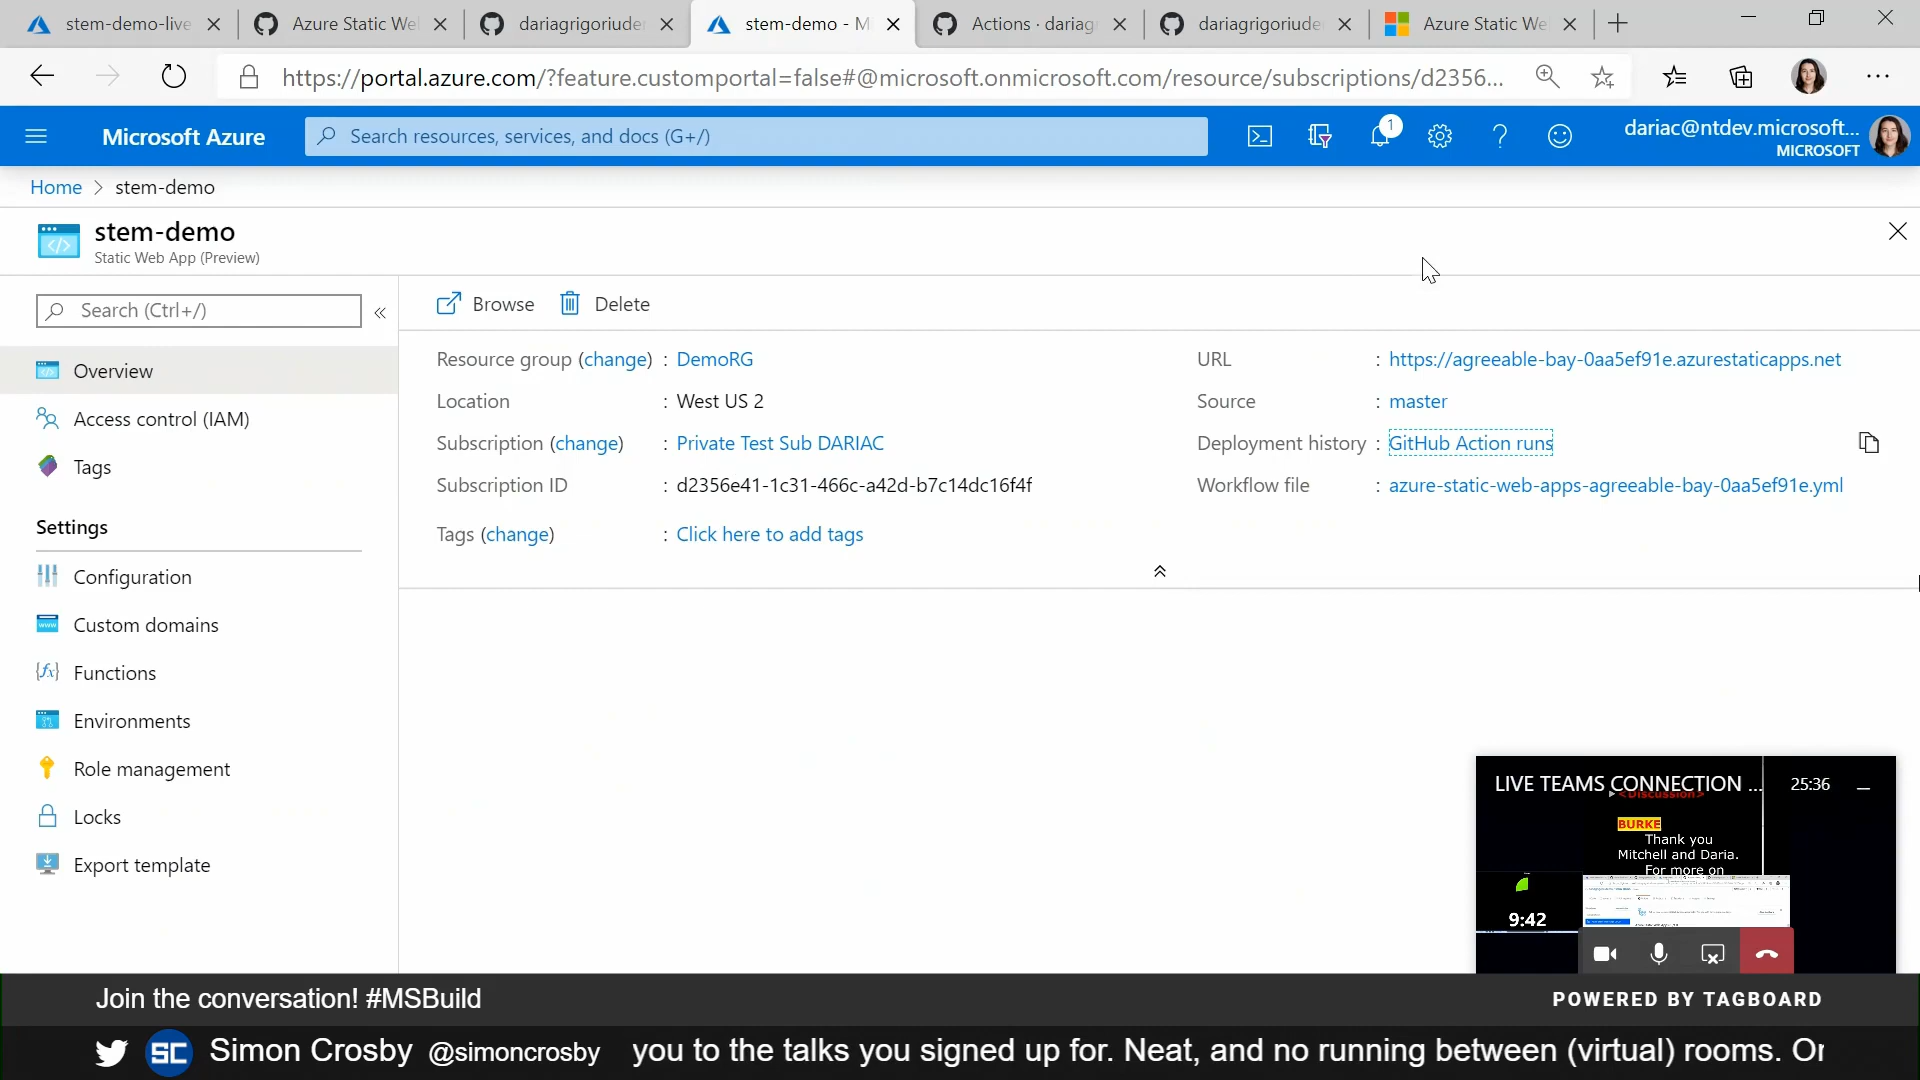 stem-demo-live
Azure Static We
dariagrigoriude
stem-demo - M
Actions · dariag
dariagrigoriude
Azure Static We
https://portal.azure.com/?feature.customportal=false#@microsoft.onmicrosoft.com/resource/subscriptions/d2356...
Microsoft Azure
Search resources, services, and docs (G+/)
1
dariac@ntdev.microsoft...
MICROSOFT
Home > stem-demo
stem-demo
Static Web App (Preview)
Search (Ctrl+/)
«
Overview
Access control (IAM)
Tags
Settings
Configuration
Custom domains
Functions
Environments
Role management
Locks
Export template
Browse
Delete
Resource group (change) : DemoRG
Location : West US 2
Subscription (change) : Private Test Sub DARIAC
Subscription ID : d2356e41-1c31-466c-a42d-b7c14dc16f4f
Tags (change) : Click here to add tags
URL : https://agreeable-bay-0aa5ef91e.azurestaticapps.net
Source : master
Deployment history : GitHub Action runs
Workflow file : azure-static-web-apps-agreeable-bay-0aa5ef91e.yml
LIVE TEAMS CONNECTION ...
25:36
<Discussion>
BURKE
Thank you
Mitchell and Daria.
For more on
9:42
Join the conversation! #MSBuild
POWERED BY TAGBOARD
SC
Simon Crosby @simoncrosby you to the talks you signed up for. Neat, and no running between (virtual) rooms. Or